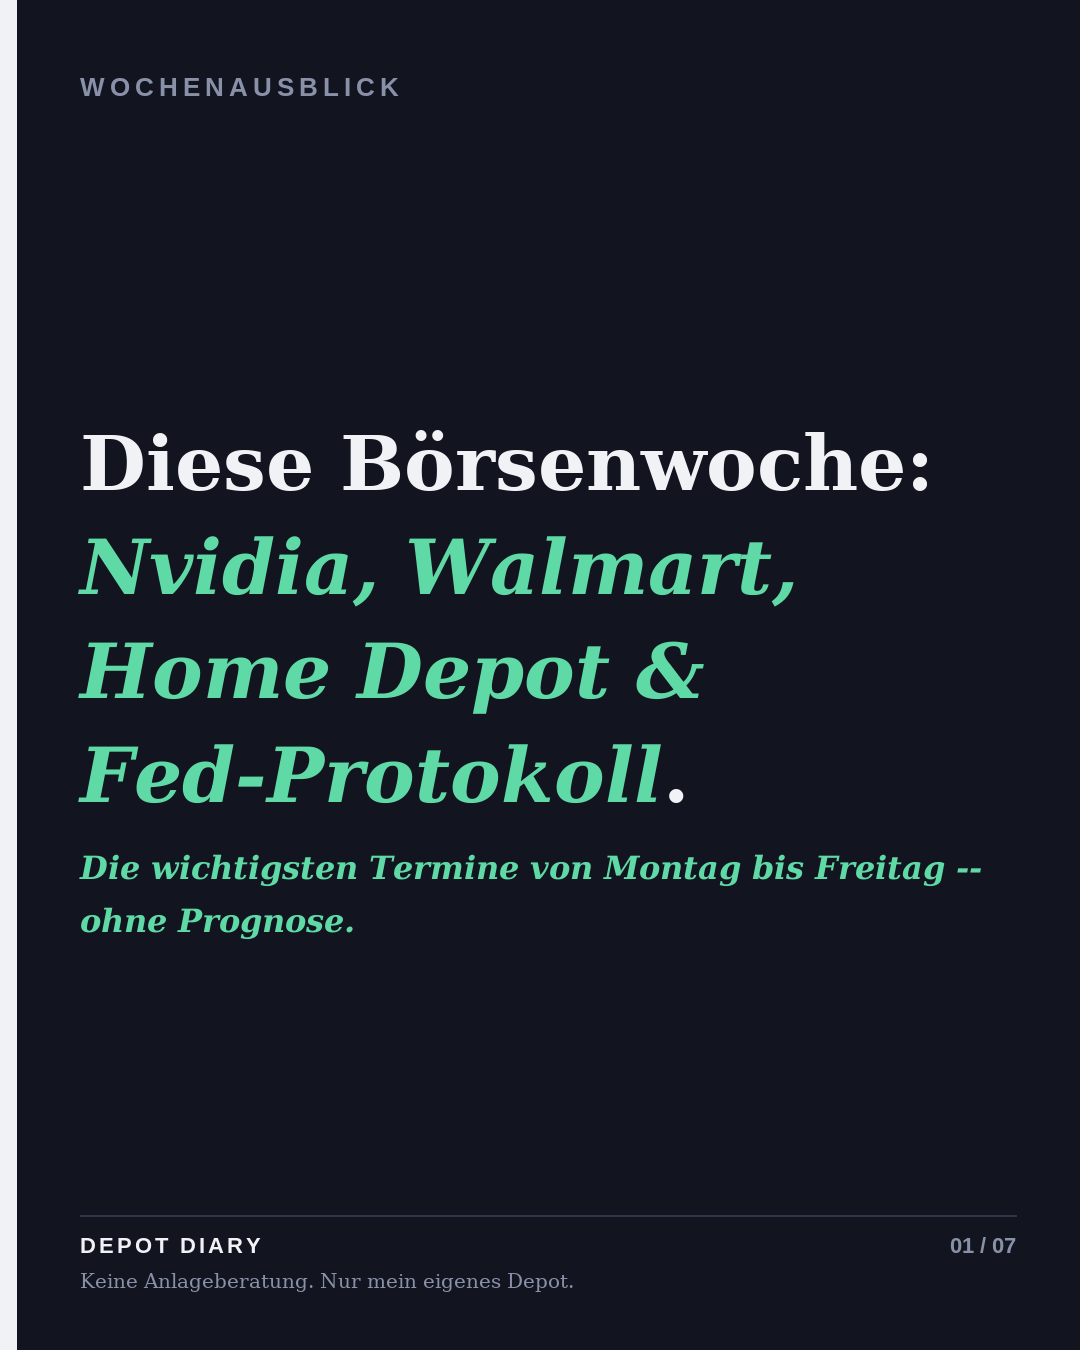 WOCHENAUSBLICK
Diese Börsenwoche:
Nvidia, Walmart,
Home Depot &
Fed-Protokoll.
Die wichtigsten Termine von Montag bis Freitag --
ohne Prognose.
DEPOT DIARY
01 / 07
Keine Anlageberatung. Nur mein eigenes Depot.